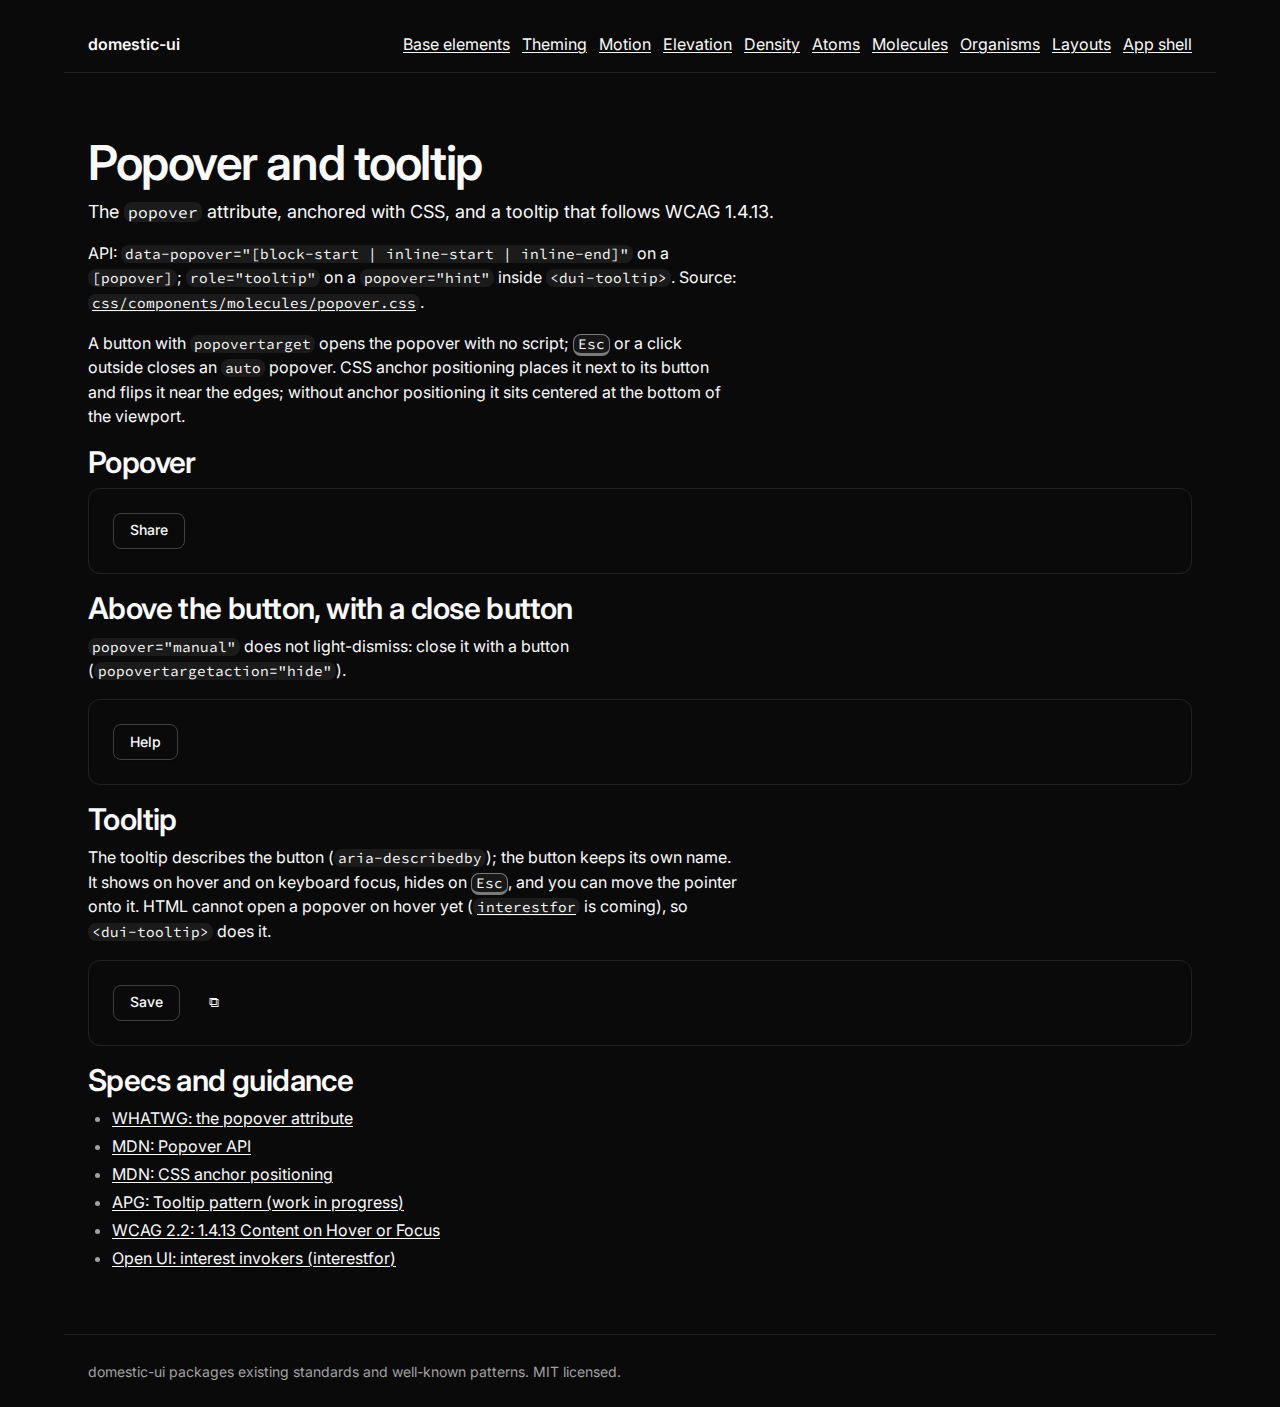 domestic-ui
Base elements Theming Motion Elevation Density Atoms Molecules Organisms Layouts App shell
Popover and tooltip
The popover attribute, anchored with CSS, and a tooltip that follows WCAG 1.4.13.
API: data-popover="[block-start | inline-start | inline-end]" on a
[popover]; role="tooltip" on a popover="hint" inside <dui-tooltip>. Source:
css/components/molecules/popover.css.
A button with popovertarget opens the popover with no script; Esc or a click
outside closes an auto popover. CSS anchor positioning places it next to its button
and flips it near the edges; without anchor positioning it sits centered at the bottom of
the viewport.
Popover
Share
Above the button, with a close button
popover="manual" does not light-dismiss: close it with a button
(popovertargetaction="hide").
Help
Tooltip
The tooltip describes the button (aria-describedby); the button keeps its own name.
It shows on hover and on keyboard focus, hides on Esc, and you can move the pointer
onto it. HTML cannot open a popover on hover yet (interestfor is coming), so
<dui-tooltip> does it.
Save ⧉
Specs and guidance
• WHATWG: the popover attribute
• MDN: Popover API
• MDN: CSS anchor positioning
• APG: Tooltip pattern (work in progress)
• WCAG 2.2: 1.4.13 Content on Hover or Focus
• Open UI: interest invokers (interestfor)
domestic-ui packages existing standards and well-known patterns. MIT licensed.